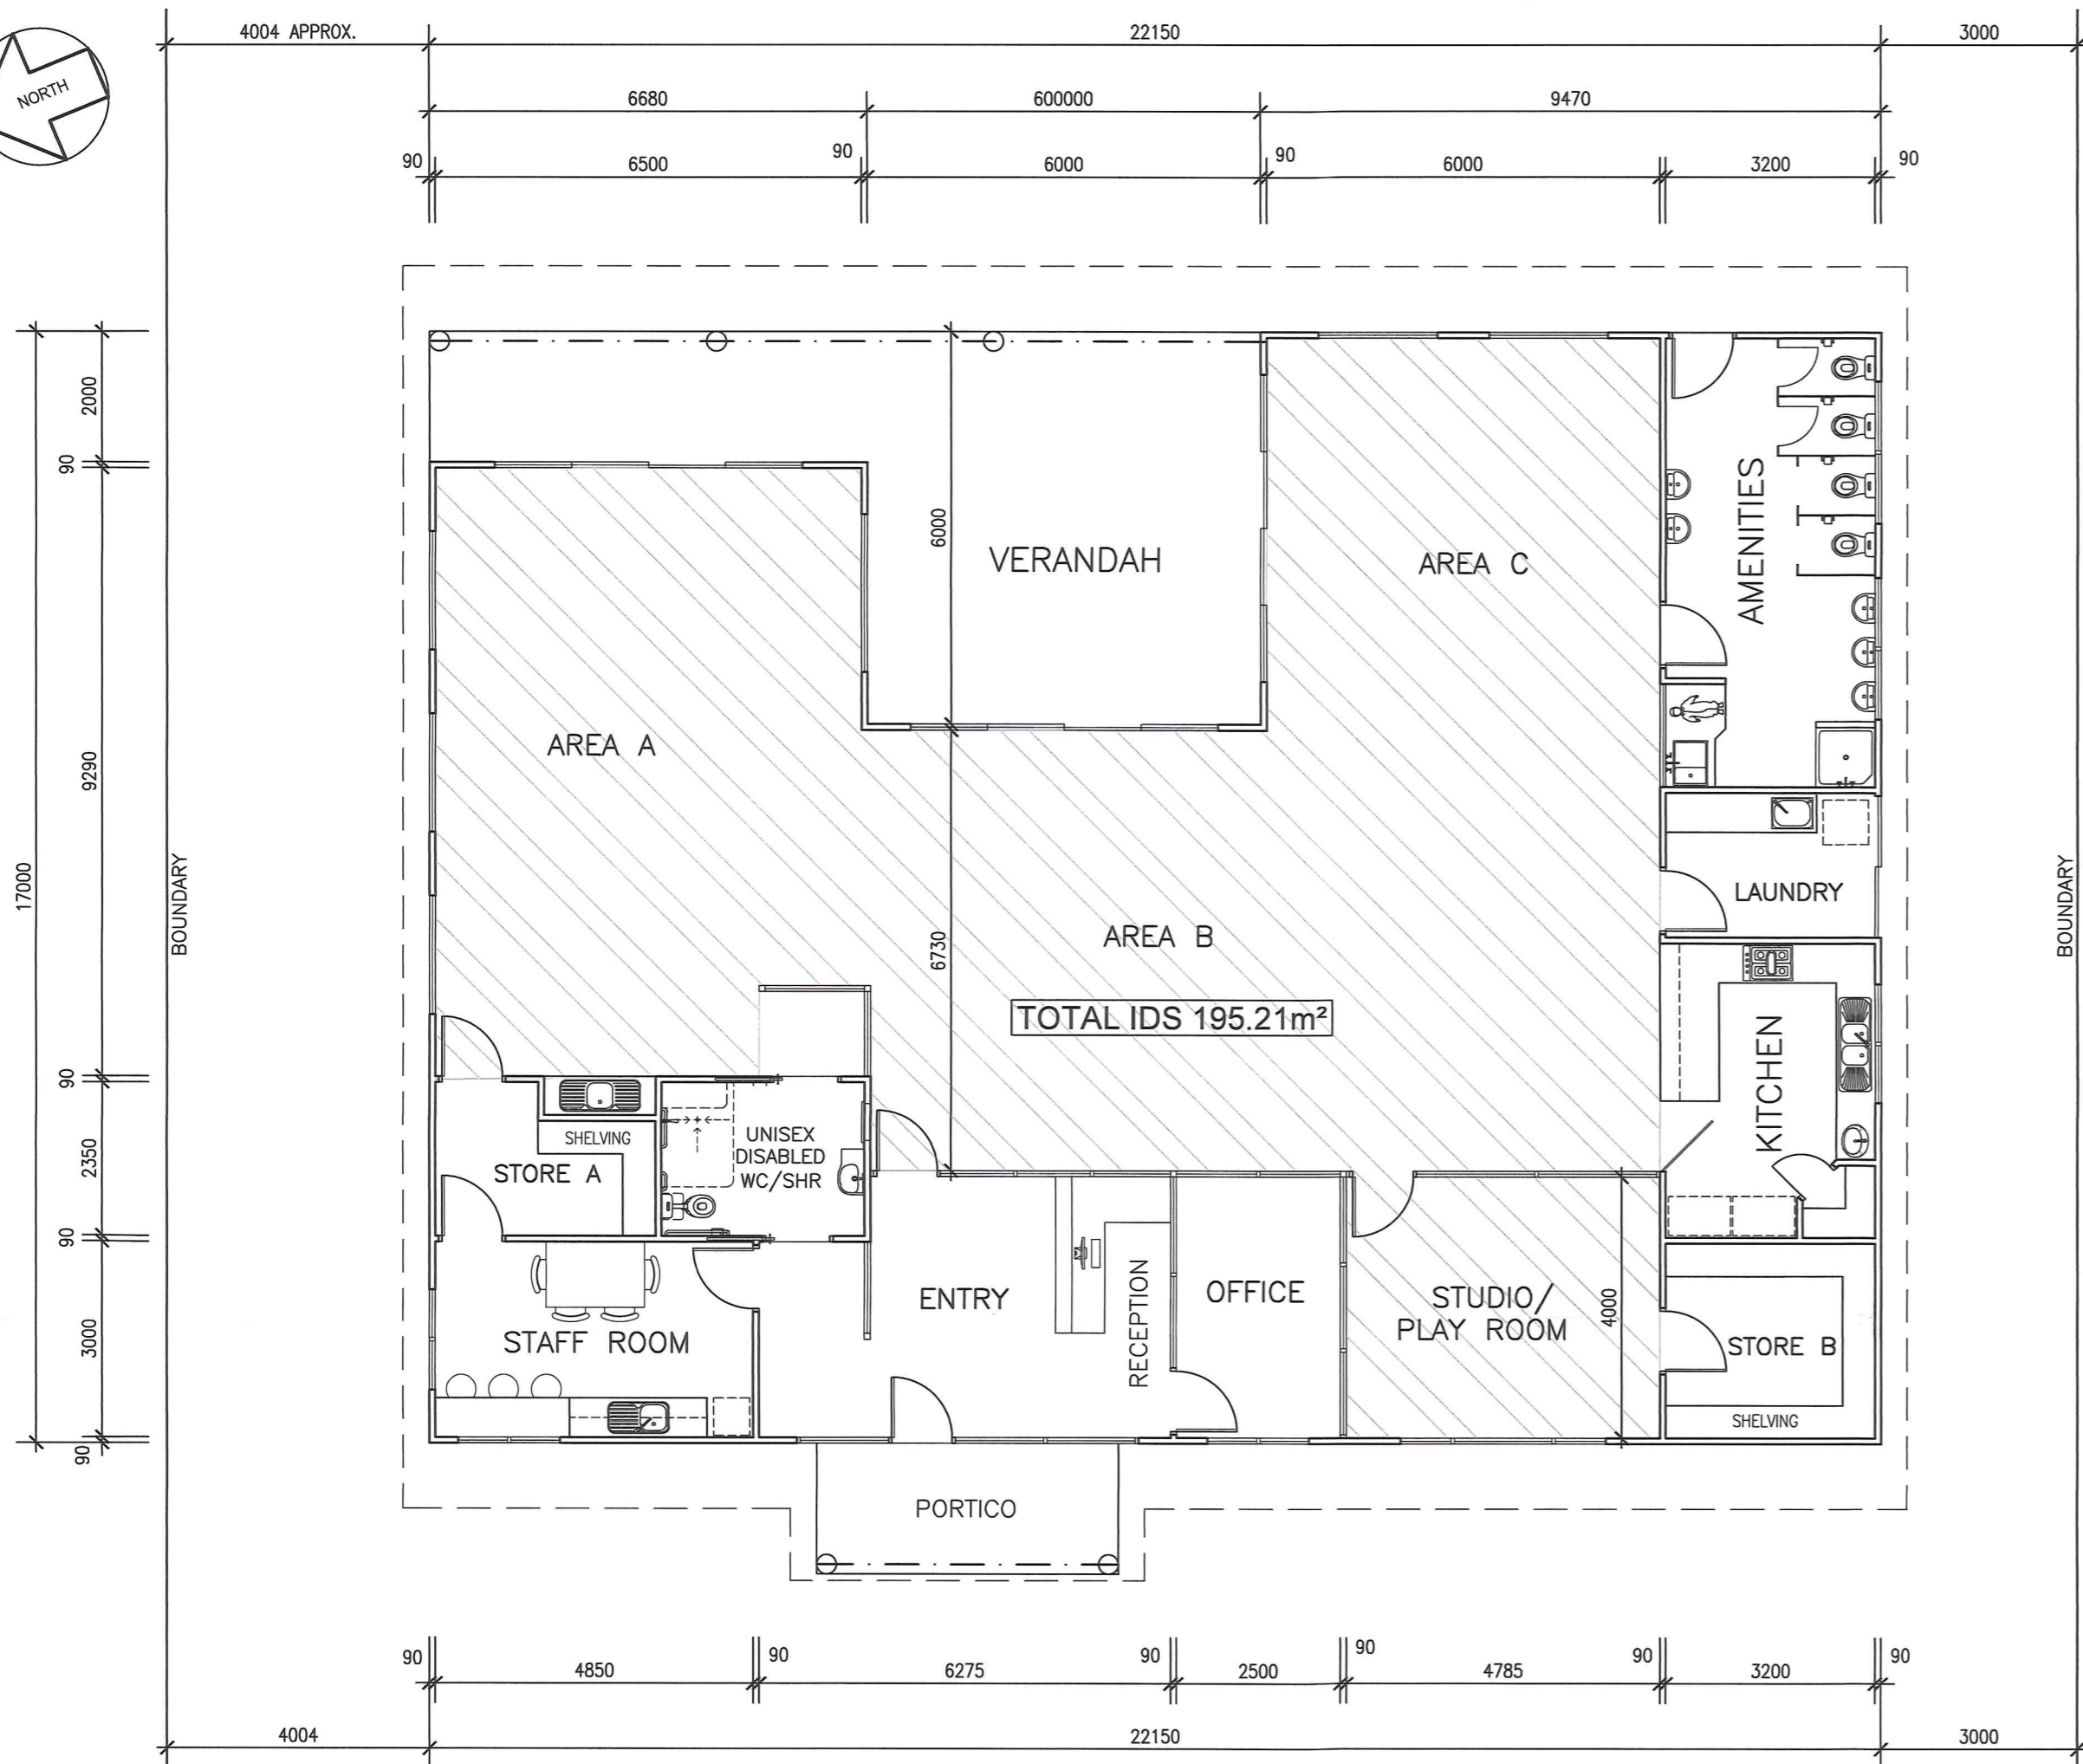 4004 APPROX.
22150
3000
NORTH
6680
600000
9470
90
6500
90
6000
90
6000
3200
90
2000
90
9290
17000
90
2350
90
3000
90
BOUNDARY
BOUNDARY
6000
VERANDAH
AREA C
AMENITIES
AREA A
6730
AREA B
LAUNDRY
TOTAL IDS 195.21m²
KITCHEN
SHELVING
STORE A
UNISEX
DISABLED
WC/SHR
ENTRY
RECEPTION
OFFICE
STUDIO/
PLAY ROOM
4000
STAFF ROOM
STORE B
SHELVING
PORTICO
90
4850
90
6275
90
2500
90
4785
90
3200
90
4004
22150
3000